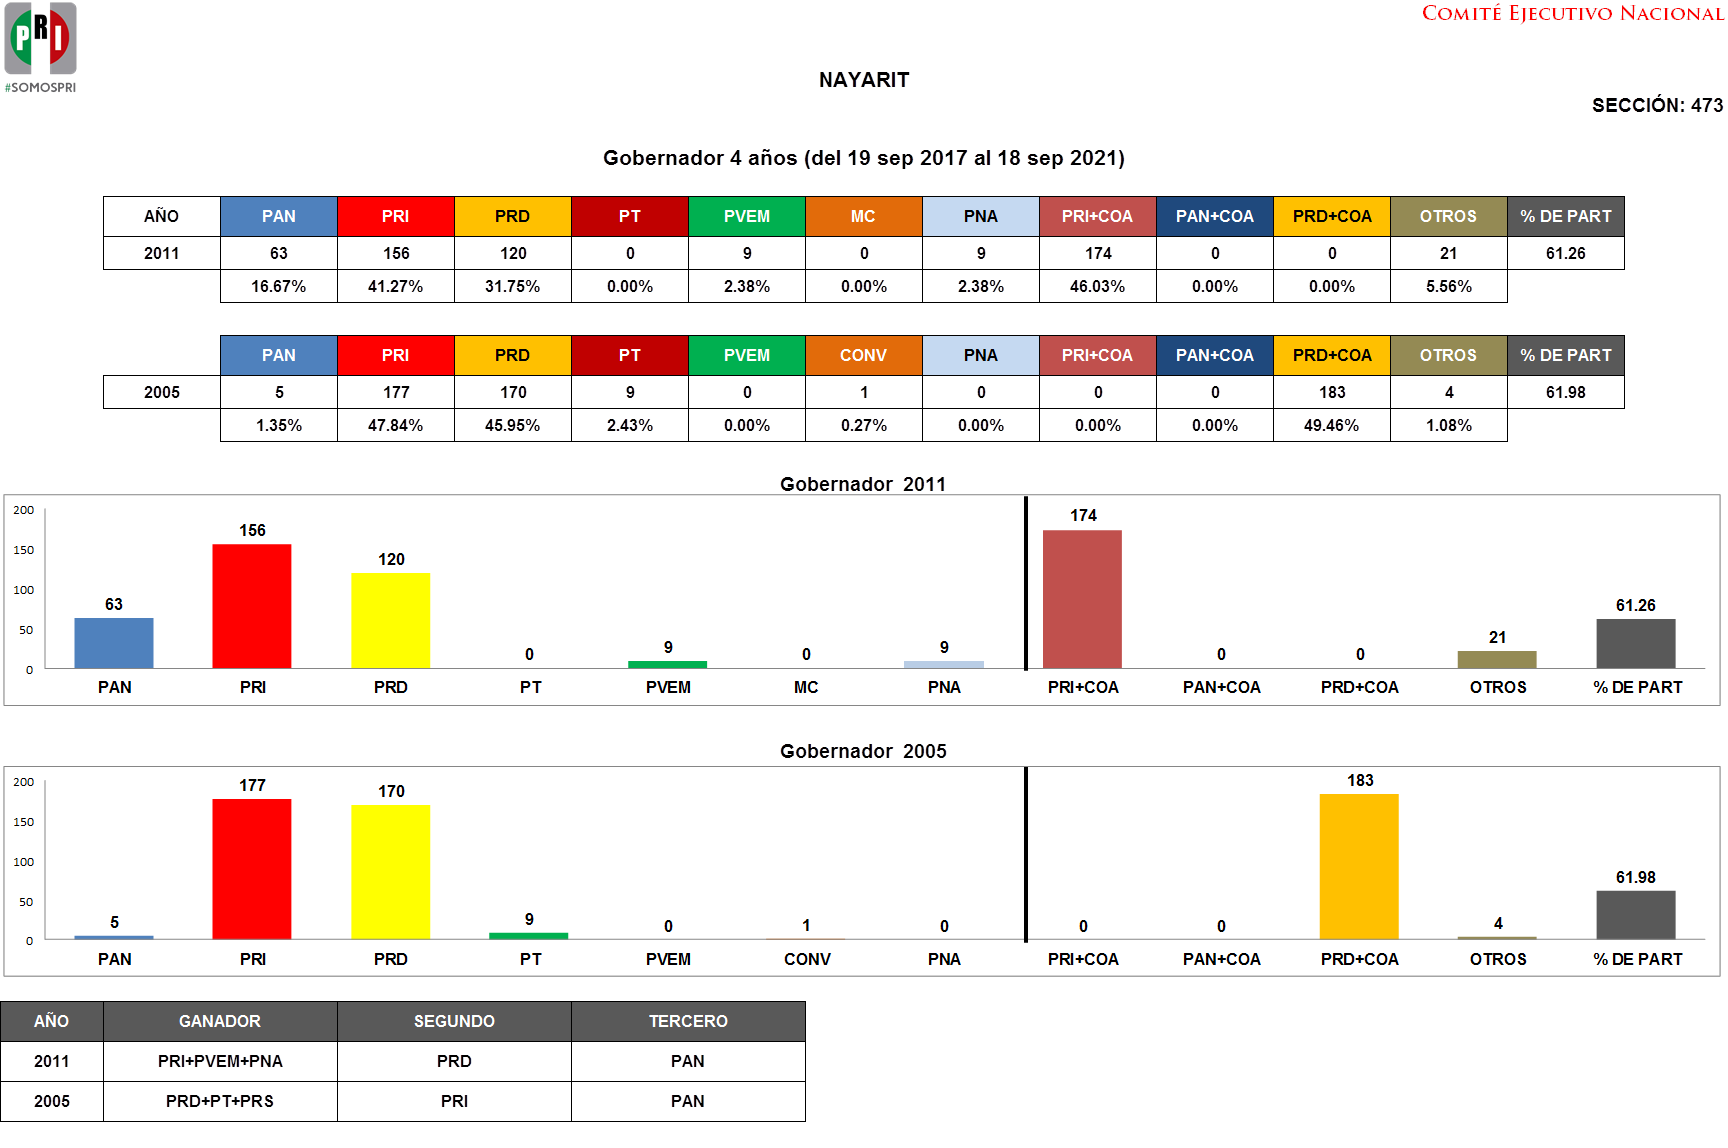 PRI
#SOMOSPRI
COMITÉ EJECUTIVO NACIONAL
NAYARIT
SECCIÓN: 473
Gobernador 4 años (del 19 sep 2017 al 18 sep 2021)
AÑO PAN PRI PRD PT PVEM MC PNA PRI+COA PAN+COA PRD+COA OTROS % DE PART
2011 63 156 120 0 9 0 9 174 0 0 21 61.26
16.67% 41.27% 31.75% 0.00% 2.38% 0.00% 2.38% 46.03% 0.00% 0.00% 5.56%
PAN PRI PRD PT PVEM CONV PNA PRI+COA PAN+COA PRD+COA OTROS % DE PART
2005 5 177 170 9 0 1 0 0 0 183 4 61.98
1.35% 47.84% 45.95% 2.43% 0.00% 0.27% 0.00% 0.00% 0.00% 49.46% 1.08%
Gobernador 2011
200
150
100
50
0
63 156 120 0 9 0 9 174 0 0 21 61.26
PAN PRI PRD PT PVEM MC PNA PRI+COA PAN+COA PRD+COA OTROS % DE PART
Gobernador 2005
200
150
100
50
0
5 177 170 9 0 1 0 0 0 183 4 61.98
PAN PRI PRD PT PVEM CONV PNA PRI+COA PAN+COA PRD+COA OTROS % DE PART
AÑO GANADOR SEGUNDO TERCERO
2011 PRI+PVEM+PNA PRD PAN
2005 PRD+PT+PRS PRI PAN